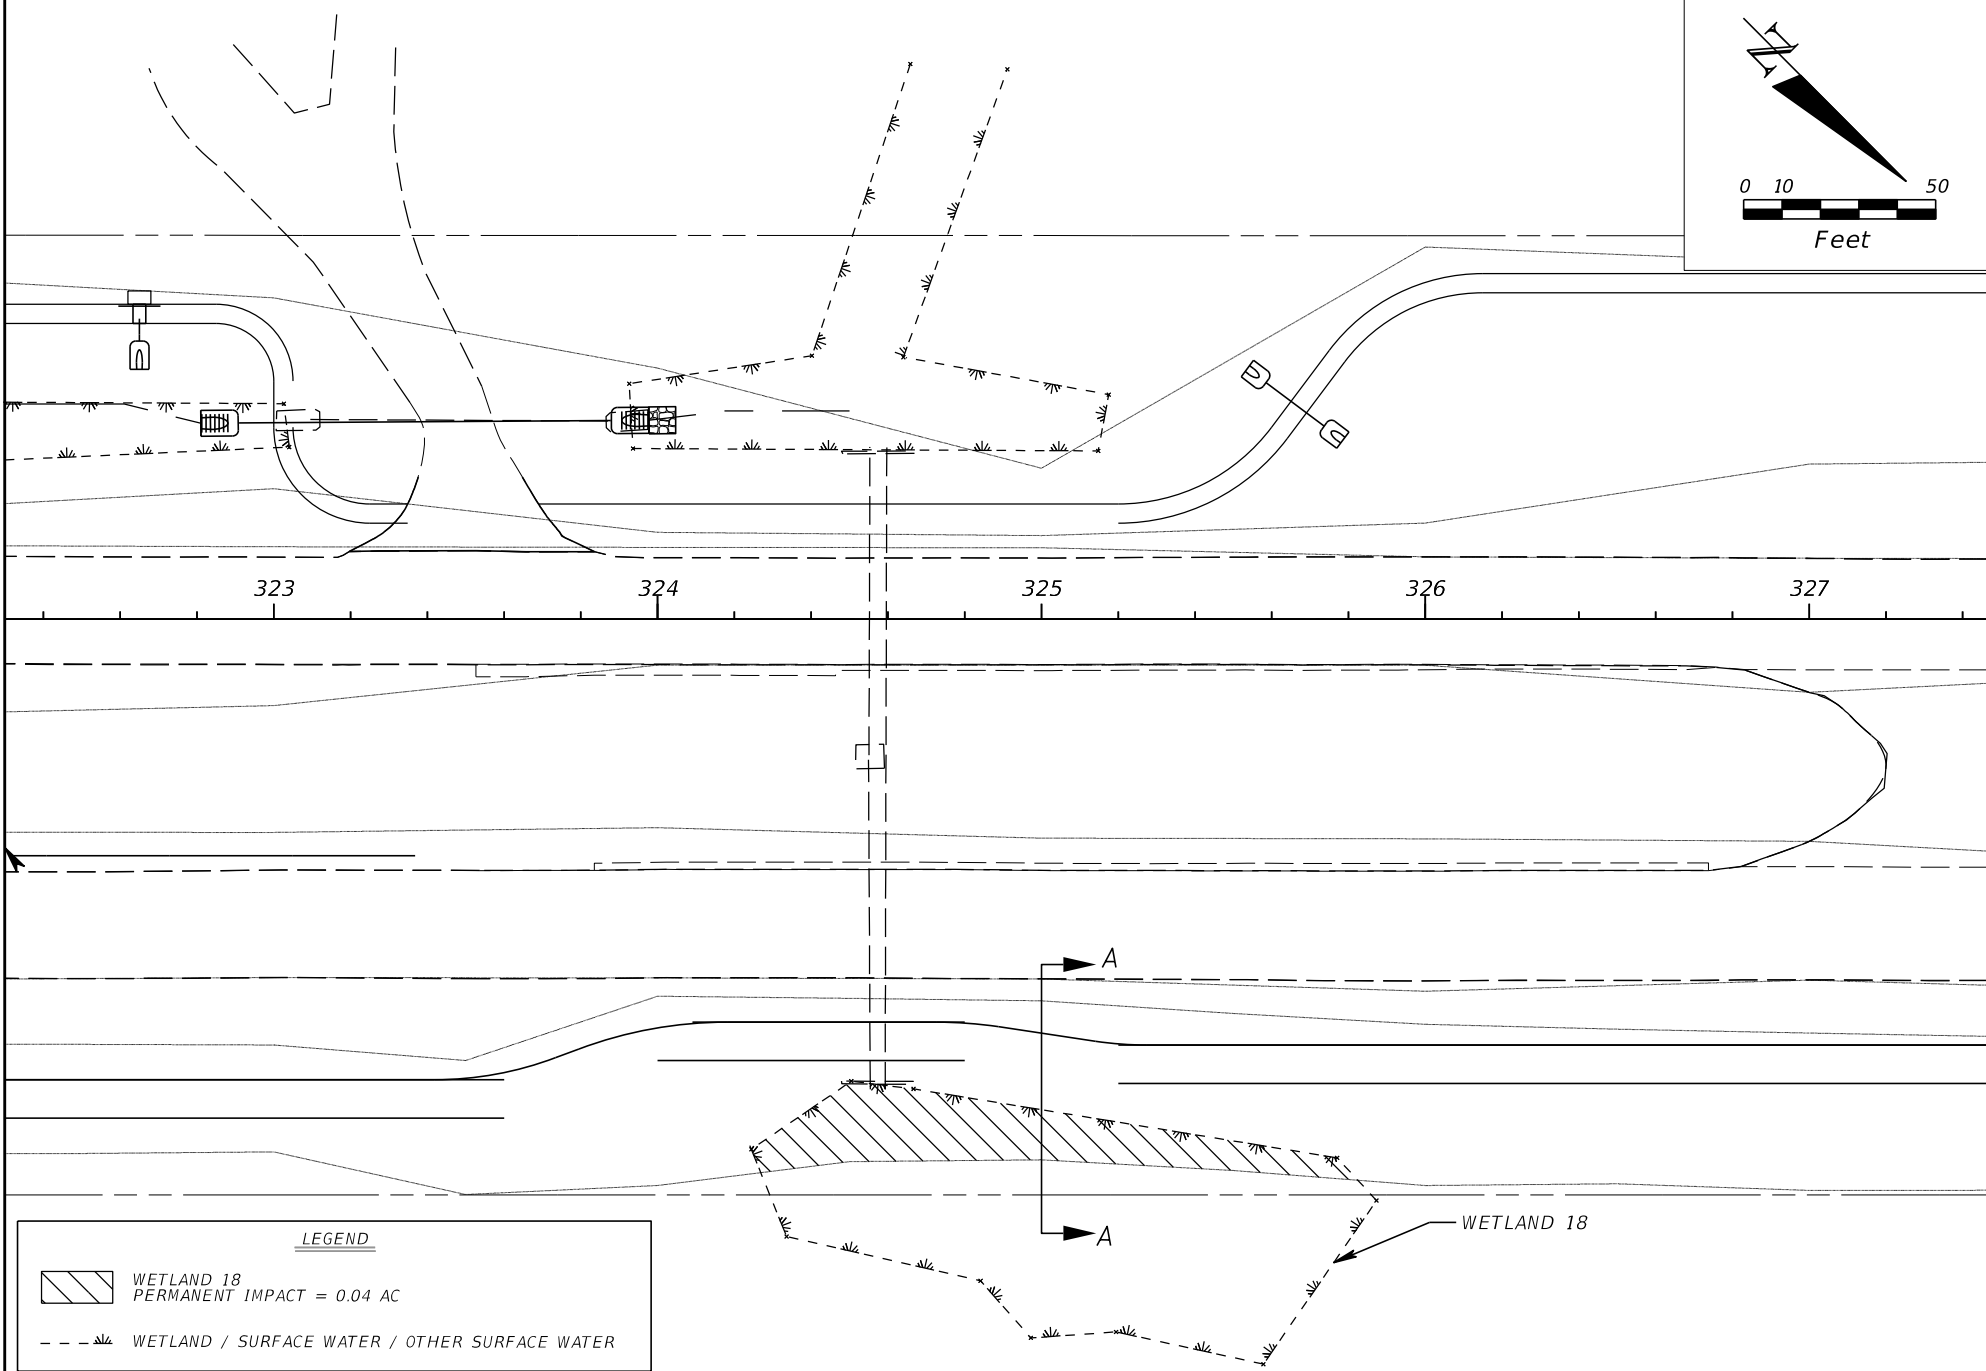 N
0 10 50
Feet
323 324 325 326 327
A
A
WETLAND 18
LEGEND
WETLAND 18
PERMANENT IMPACT = 0.04 AC
WETLAND / SURFACE WATER / OTHER SURFACE WATER